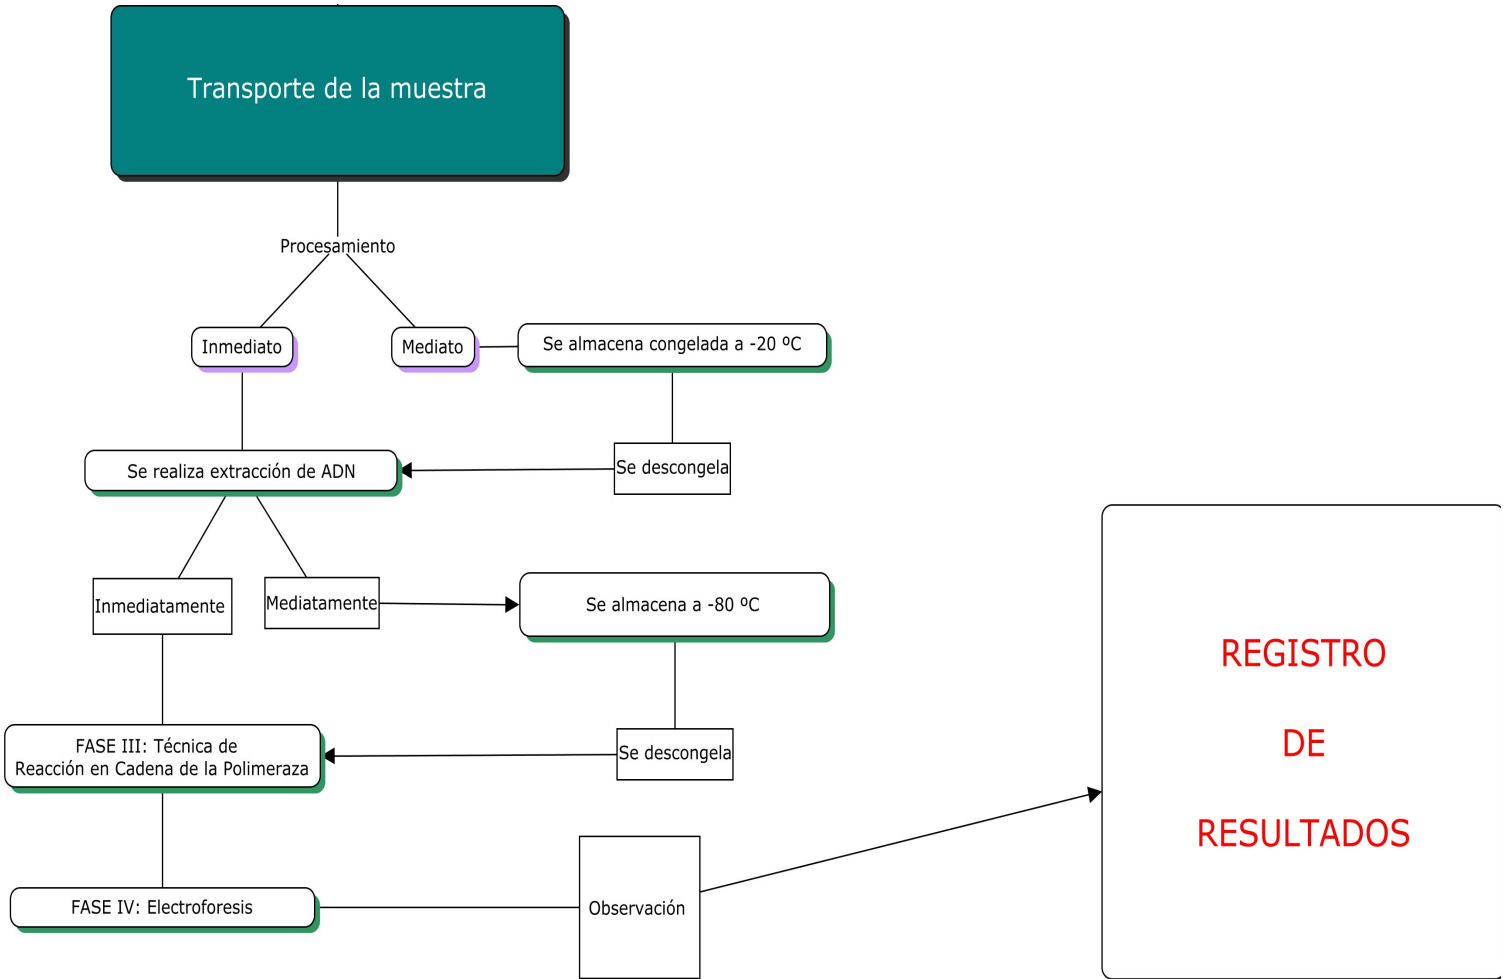 Transporte de la muestra
Procesamiento
Inmediato
Mediato
Se almacena congelada a -20 ºC
Se realiza extracción de ADN
Se descongela
Inmediatamente
Mediatamente
Se almacena a -80 ºC
FASE III: Técnica de
Reacción en Cadena de la Polimeraza
Se descongela
FASE IV: Electroforesis
Observación
REGISTRO
DE
RESULTADOS